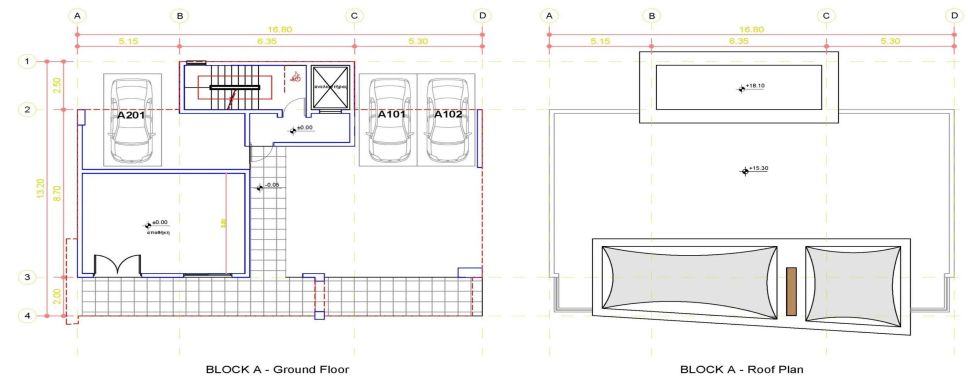 A B C D
16.80
5.15 6.35 5.30
1
2
3
4
2.50
13.20
8.70
2.00
A201
A101
A102
±0.00
-0.05
±0.00
αποθήκη
BLOCK A - Ground Floor
A B C D
16.80
5.15 6.35 5.30
+18.10
+15.30
BLOCK A - Roof Plan